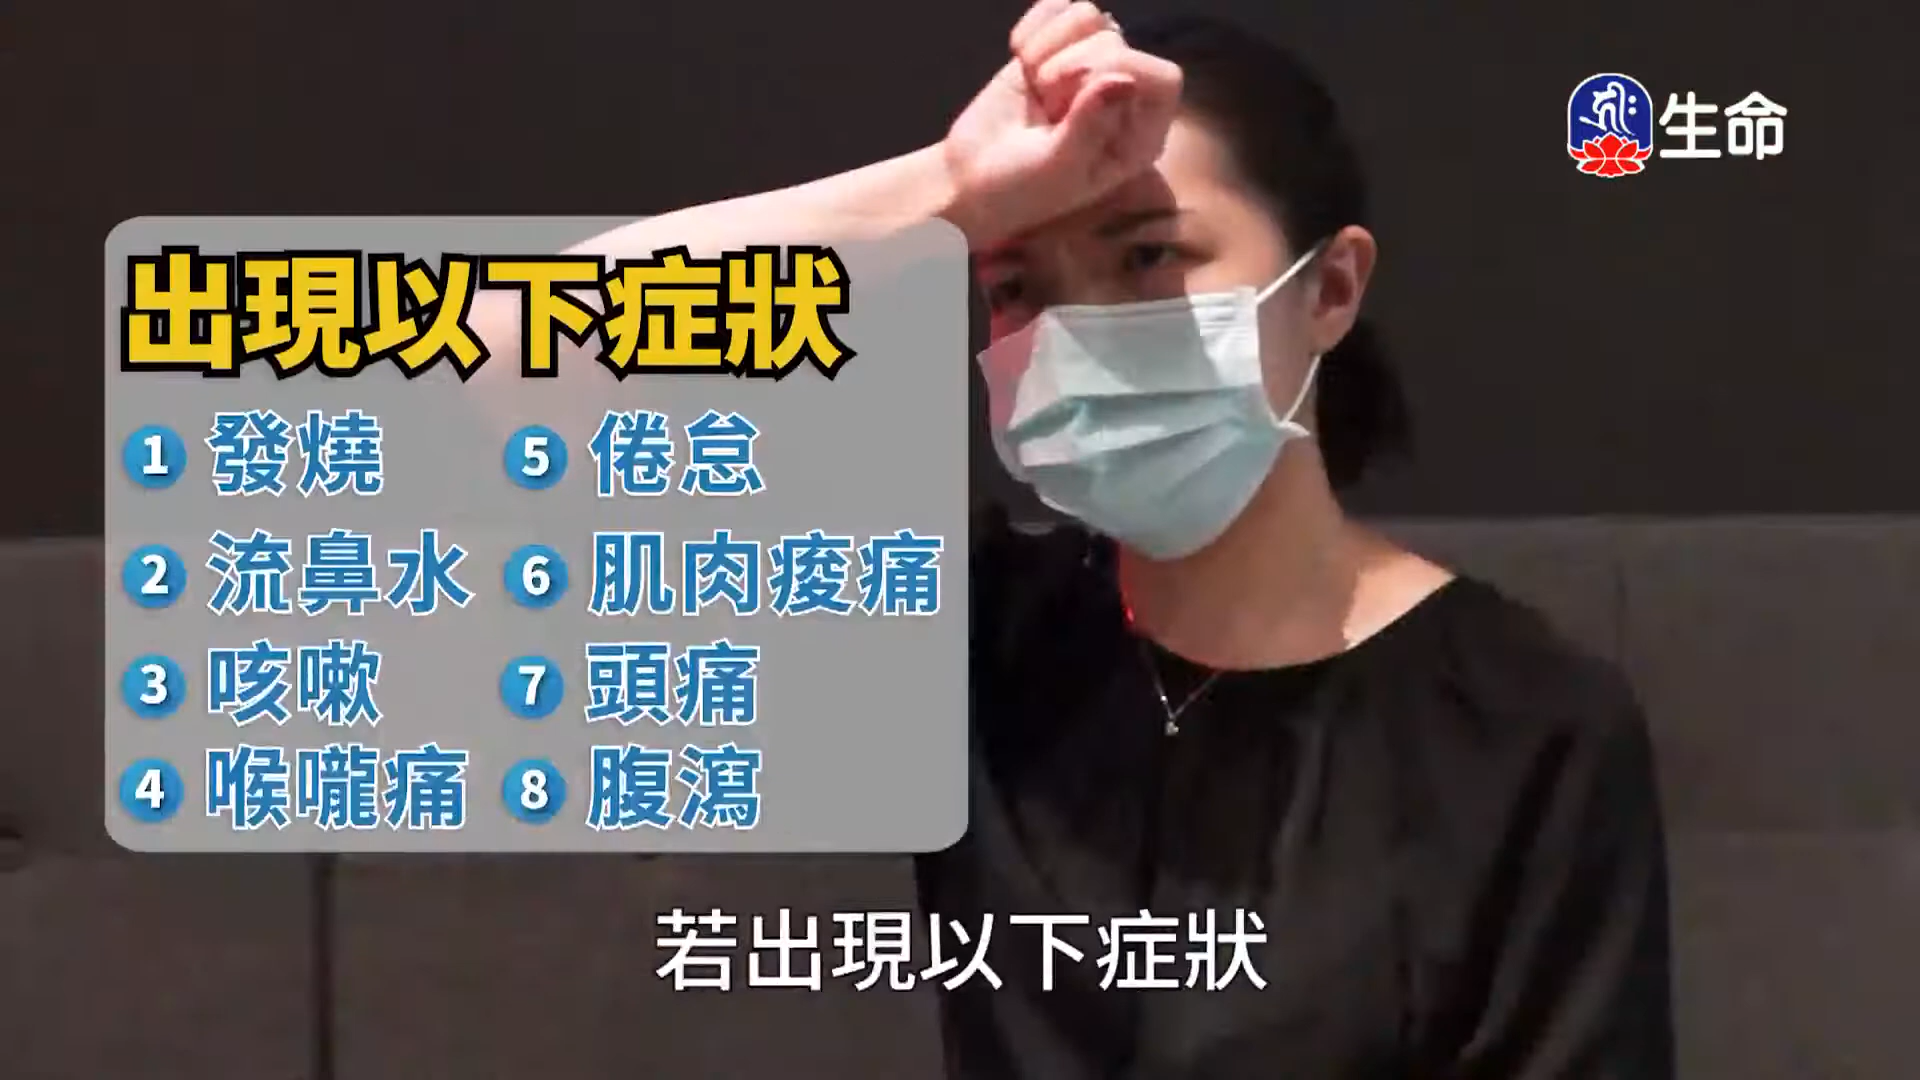 生命
出現以下症狀
1 發燒
2 流鼻水
3 咳嗽
4 喉嚨痛
5 倦怠
6 肌肉痠痛
7 頭痛
8 腹瀉
若出現以下症狀